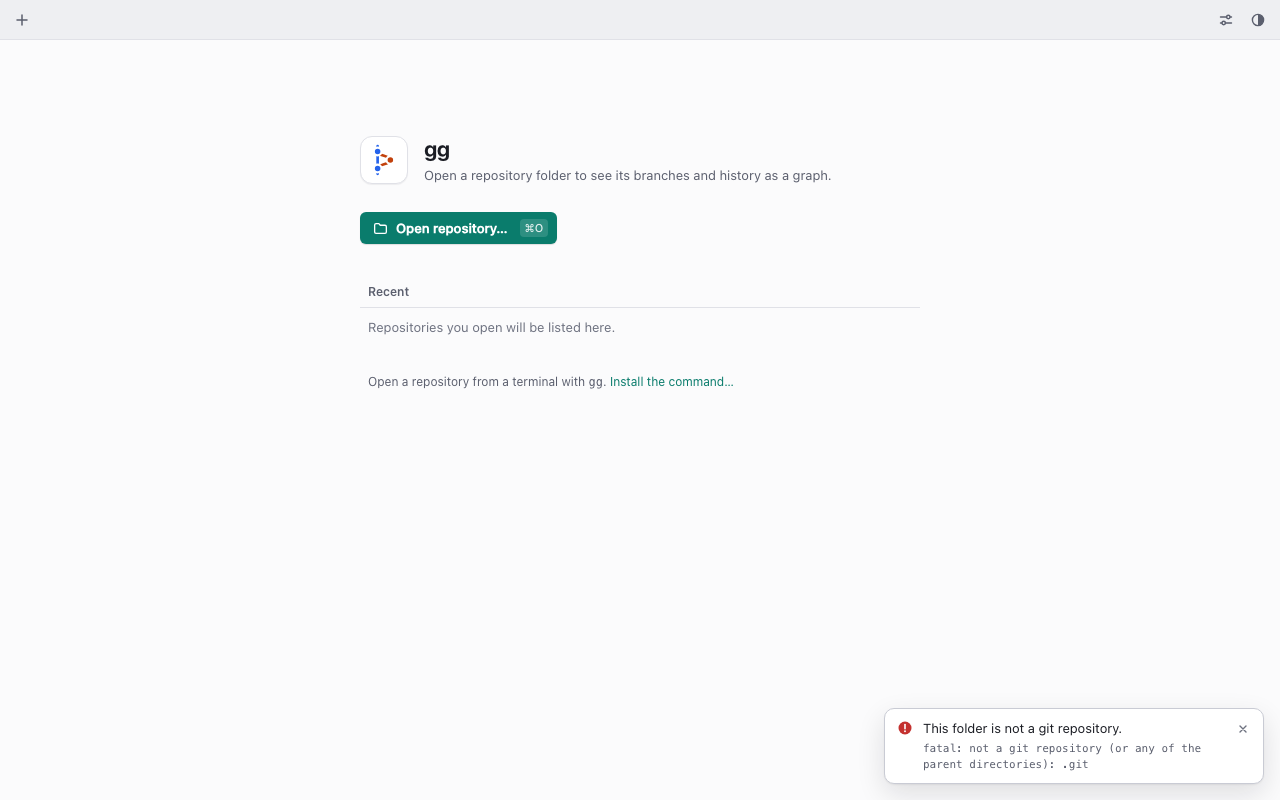 gg
Open a repository folder to see its branches and history as a graph.
Open repository... ⌘O
Recent
Repositories you open will be listed here.
Open a repository from a terminal with gg. Install the command...
This folder is not a git repository.
fatal: not a git repository (or any of the
parent directories): .git